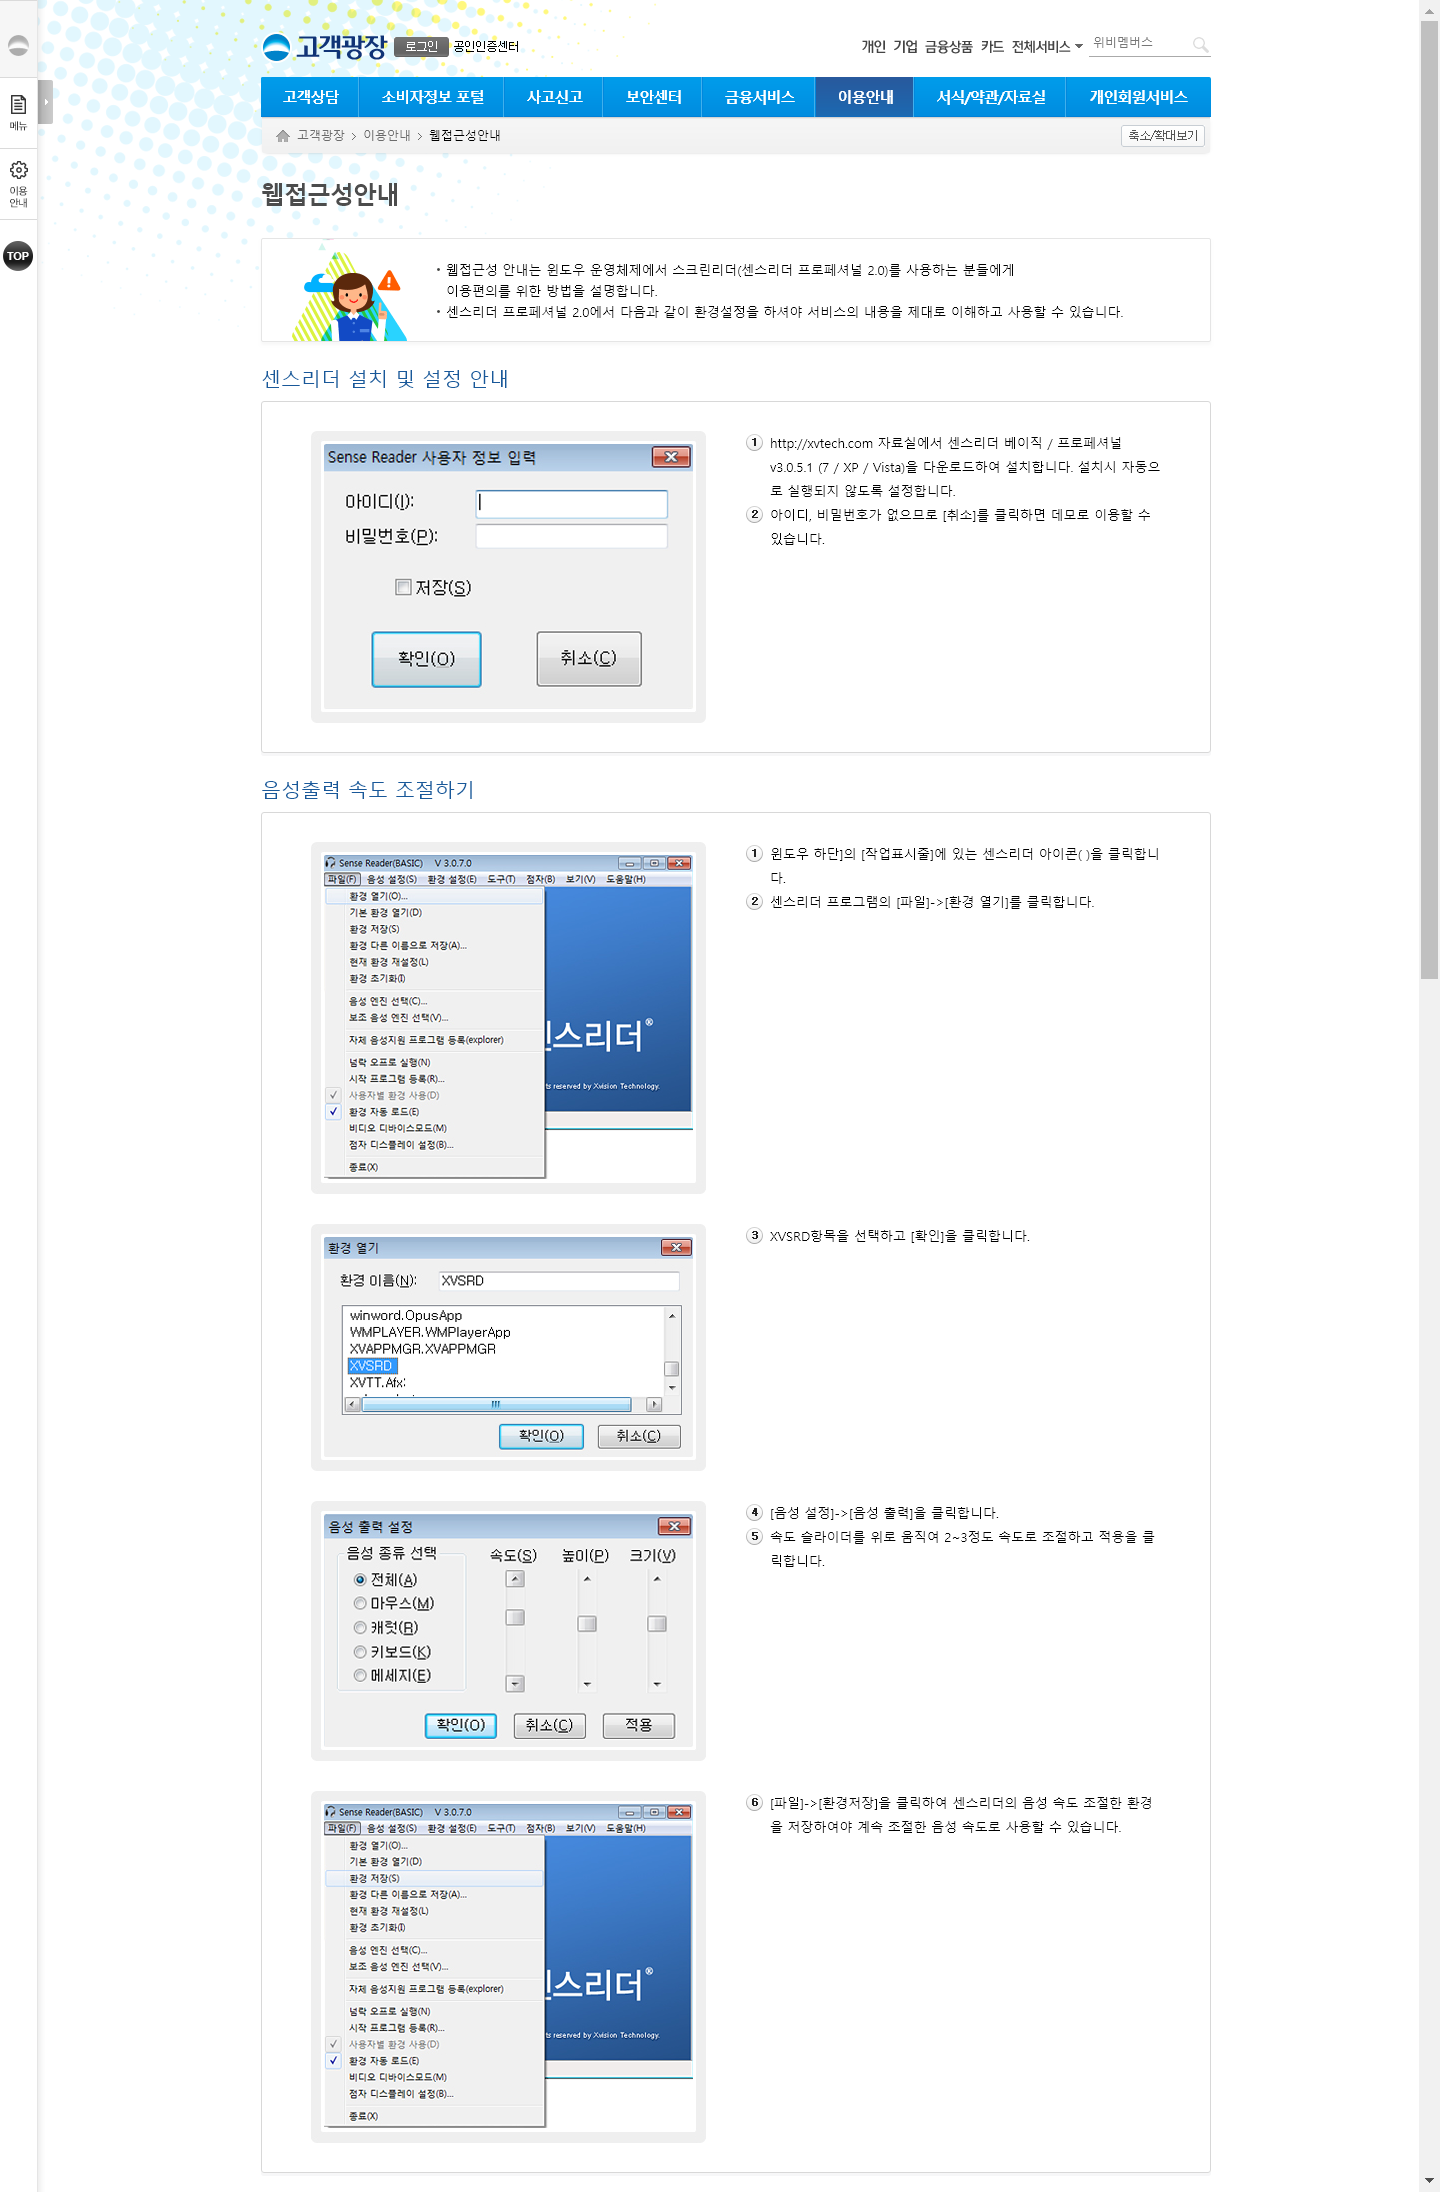 고객광장 로그인 공인인증센터
개인 기업 금융상품 카드 전체서비스 위비멤버스
고객상담 소비자정보 포털 사고신고 보안센터 금융서비스 이용안내 서식/약관/자료실 개인회원서비스
고객광장 이용안내 웹접근성안내 축소/확대보기
메뉴
이용
안내
TOP
웹접근성안내
웹접근성 안내는 윈도우 운영체제에서 스크린리더(센스리더 프로페셔널 2.0)를 사용하는 분들에게
이용편의를 위한 방법을 설명합니다.
센스리더 프로페셔널 2.0에서 다음과 같이 환경설정을 하셔야 서비스의 내용을 제대로 이해하고 사용할 수 있습니다.
센스리더 설치 및 설정 안내
Sense Reader 사용자 정보 입력
아이디(I):
비밀번호(P):
저장(S)
확인(O) 취소(C)
1 http://xvtech.com 자료실에서 센스리더 베이직 / 프로페셔널
v3.0.5.1 (7 / XP / Vista)을 다운로드하여 설치합니다. 설치시 자동으
로 실행되지 않도록 설정합니다.
2 아이디, 비밀번호가 없으므로 [취소]를 클릭하면 데모로 이용할 수
있습니다.
음성출력 속도 조절하기
Sense Reader(BASIC) V 3.0.7.0
파일(F) 음성 설정(S) 환경 설정(E) 도구(T) 점자(B) 보기(V) 도움말(H)
환경 열기(O)...
기본 환경 열기(D)
환경 저장(S)
환경 다른 이름으로 저장(A)...
현재 환경 재설정(L)
환경 초기화(I)
음성 엔진 선택(C)...
보조 음성 엔진 선택(V)...
자체 음성지원 프로그램 등록(explorer)
넘락 오프로 실행(N)
시작 프로그램 등록(R)...
사용자별 환경 사용(D)
환경 자동 로드(E)
비디오 디바이스모드(M)
점자 디스플레이 설정(B)...
종료(X)
스리더®
ts reserved by Xvision Technology.
1 윈도우 하단]의 [작업표시줄]에 있는 센스리더 아이콘( )을 클릭합니
다.
2 센스리더 프로그램의 [파일]->[환경 열기]를 클릭합니다.
환경 열기
환경 이름(N): XVSRD
winword.OpusApp
WMPLAYER.WMPlayerApp
XVAPPMGR.XVAPPMGR
XVSRD
XVTT.Afx:
확인(O) 취소(C)
3 XVSRD항목을 선택하고 [확인]을 클릭합니다.
음성 출력 설정
음성 종류 선택 속도(S) 높이(P) 크기(V)
전체(A)
마우스(M)
캐럿(R)
키보드(K)
메세지(E)
확인(O) 취소(C) 적용
4 [음성 설정]->[음성 출력]을 클릭합니다.
5 속도 슬라이더를 위로 움직여 2~3정도 속도로 조절하고 적용을 클
릭합니다.
Sense Reader(BASIC) V 3.0.7.0
파일(F) 음성 설정(S) 환경 설정(E) 도구(T) 점자(B) 보기(V) 도움말(H)
환경 열기(O)...
기본 환경 열기(D)
환경 저장(S)
환경 다른 이름으로 저장(A)...
현재 환경 재설정(L)
환경 초기화(I)
음성 엔진 선택(C)...
보조 음성 엔진 선택(V)...
자체 음성지원 프로그램 등록(explorer)
넘락 오프로 실행(N)
시작 프로그램 등록(R)...
사용자별 환경 사용(D)
환경 자동 로드(E)
비디오 디바이스모드(M)
점자 디스플레이 설정(B)...
종료(X)
스리더®
ts reserved by Xvision Technology.
6 [파일]->[환경저장]을 클릭하여 센스리더의 음성 속도 조절한 환경
을 저장하여야 계속 조절한 음성 속도로 사용할 수 있습니다.